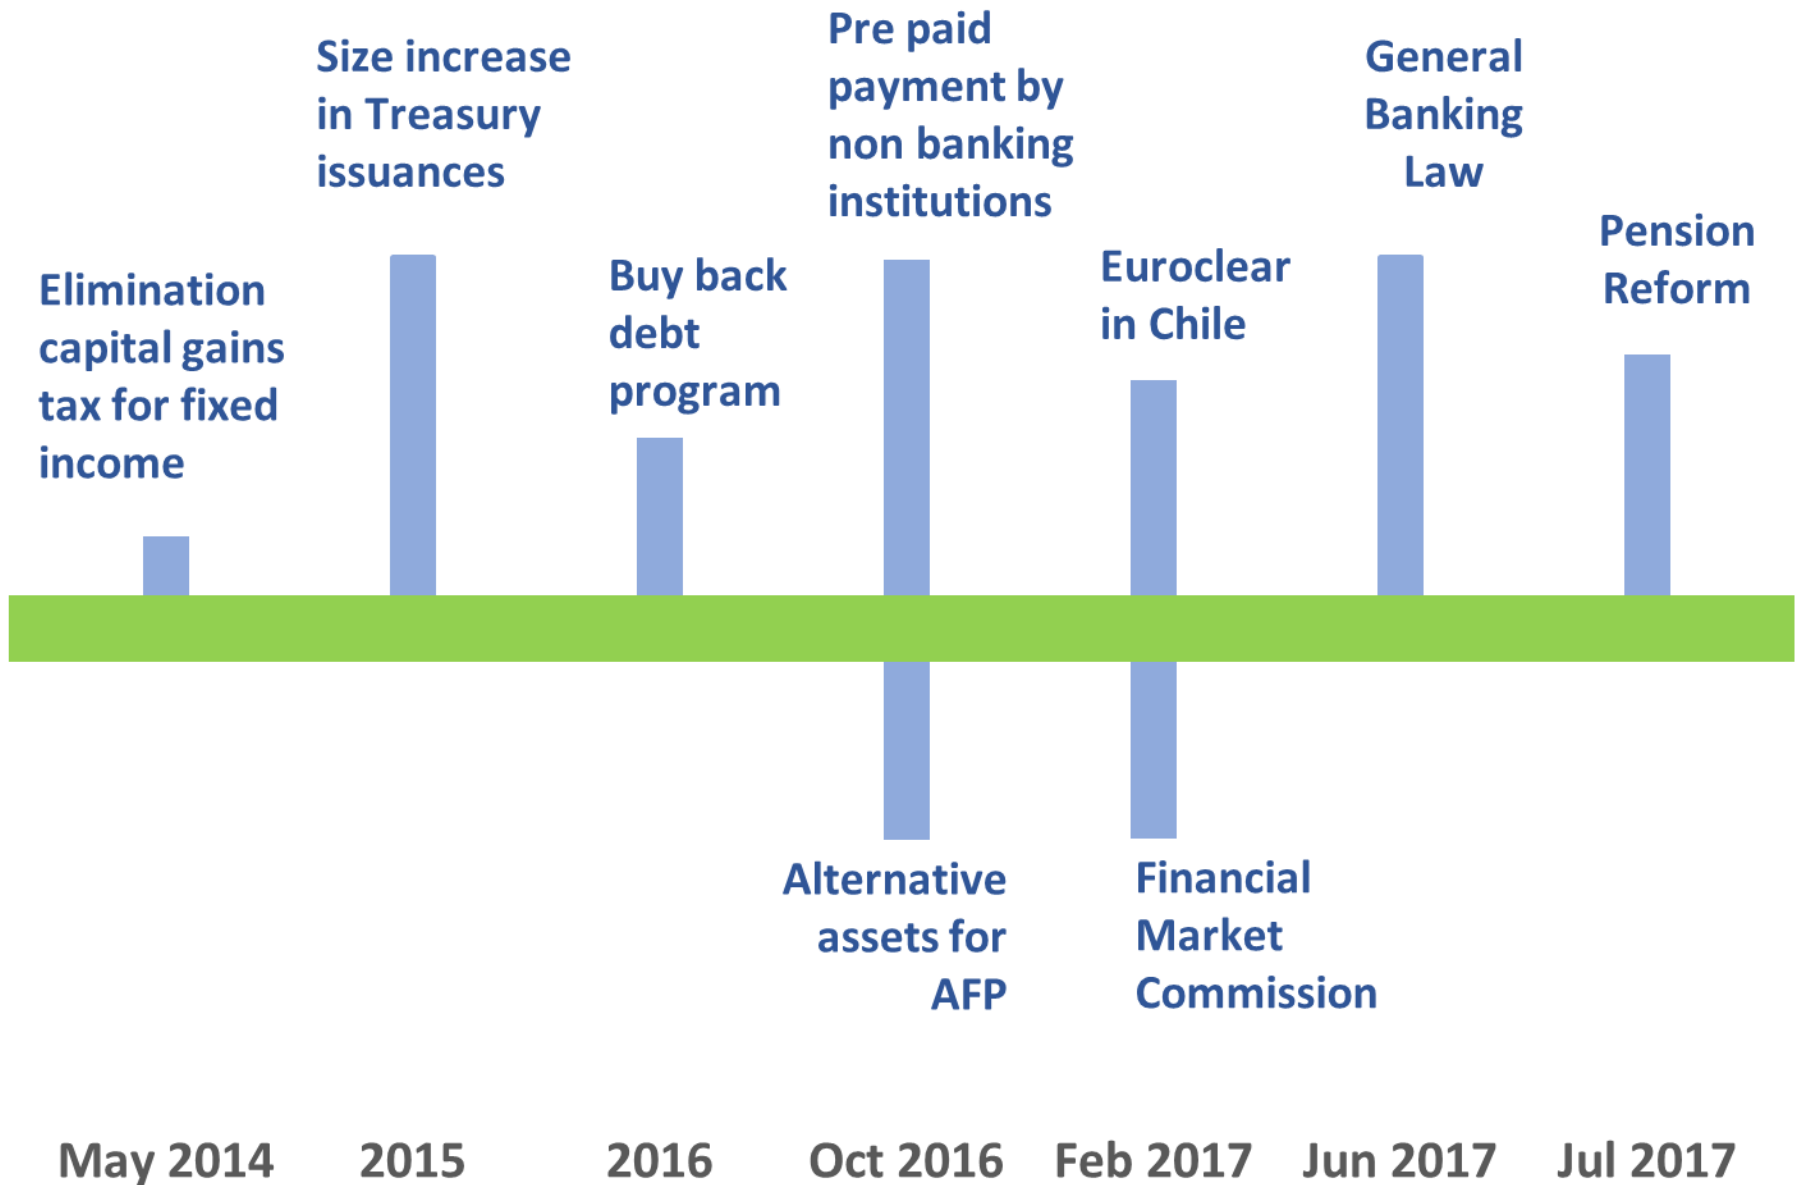 Elimination
capital gains
tax for fixed
income
Size increase
in Treasury
issuances
Buy back
debt
program
Pre paid
payment by
non banking
institutions
Euroclear
in Chile
General
Banking
Law
Pension
Reform
Alternative
assets for
AFP
Financial
Market
Commission
May 2014
2015
2016
Oct 2016
Feb 2017
Jun 2017
Jul 2017